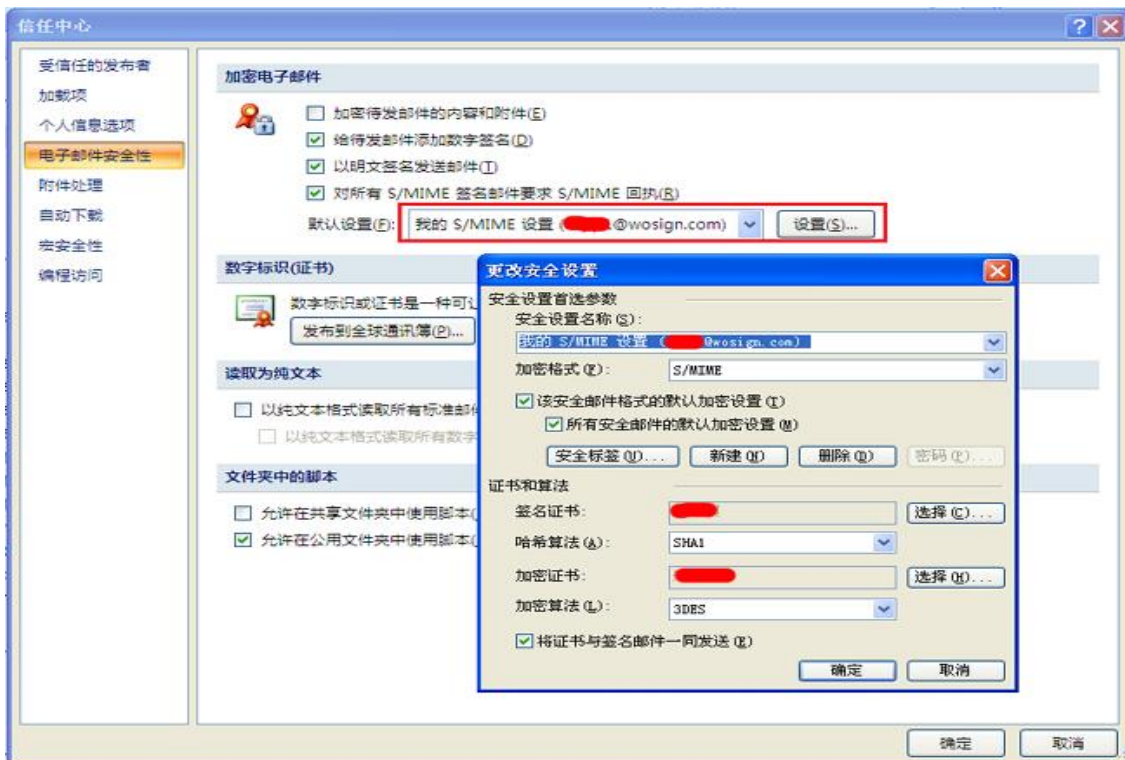 信任中心
受信任的发布者
加载项
个人信息选项
电子邮件安全性
附件处理
自动下载
宏安全性
编程访问
加密电子邮件
加密待发邮件的内容和附件(E)
给待发邮件添加数字签名(D)
以明文签名发送邮件(T)
对所有 S/MIME 签名邮件要求 S/MIME 回执(R)
默认设置(F): 我的 S/MIME 设置 ( @wosign.com) 设置(S)...
数字标识(证书)
数字标识或证书是一种可
发布到全球通讯簿(P)...
读取为纯文本
以纯文本格式读取所有标准邮件
以纯文本格式读取所有数字
文件夹中的脚本
允许在共享文件夹中使用脚本(
允许在公用文件夹中使用脚本(
更改安全设置
安全设置首选参数
安全设置名称(S):
我的 S/MIME 设置 ( @wosign.com)
加密格式(F): S/MIME
该安全邮件格式的默认加密设置(T)
所有安全邮件的默认加密设置(M)
安全标签(U)... 新建(N) 删除(D) 密码(P)...
证书和算法
签名证书: 选择(C)...
哈希算法(A): SHA1
加密证书: 选择(H)...
加密算法(L): 3DES
将证书与签名邮件一同发送(E)
确定 取消
确定 取消